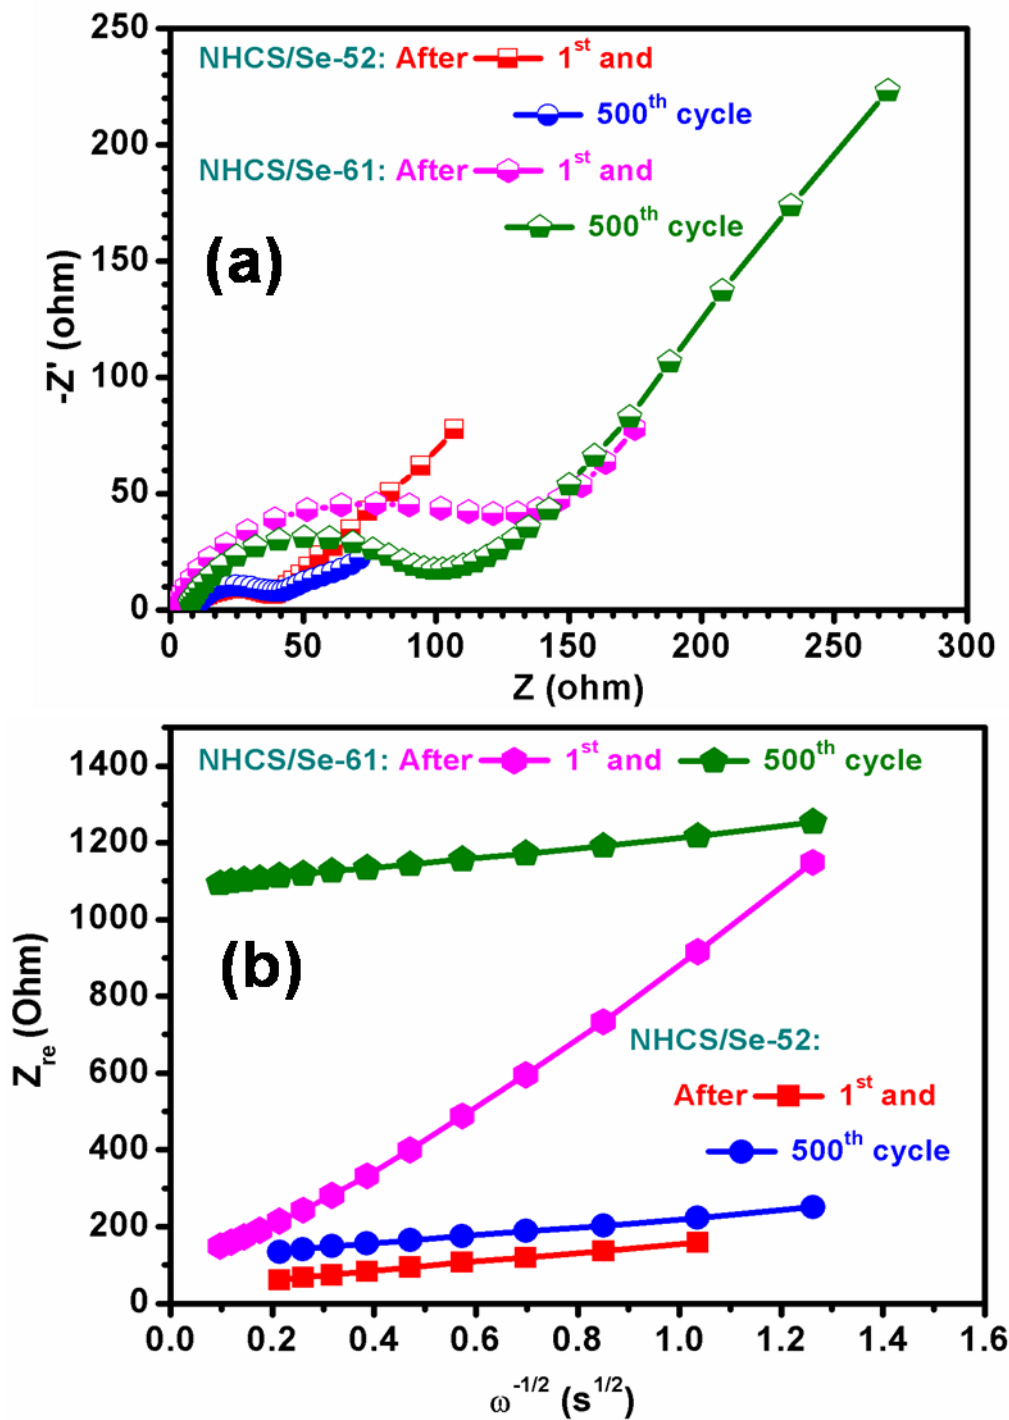 250
200
150
100
50
0
-Z' (ohm)
NHCS/Se-52: After 1st and
500th cycle
NHCS/Se-61: After 1st and
500th cycle
(a)
0 50 100 150 200 250 300
Z (ohm)
1400
1200
1000
800
600
400
200
0
Zre (Ohm)
NHCS/Se-61: After 1st and 500th cycle
(b)
NHCS/Se-52:
After 1st and
500th cycle
0.0 0.2 0.4 0.6 0.8 1.0 1.2 1.4 1.6
ω-1/2 (s1/2)